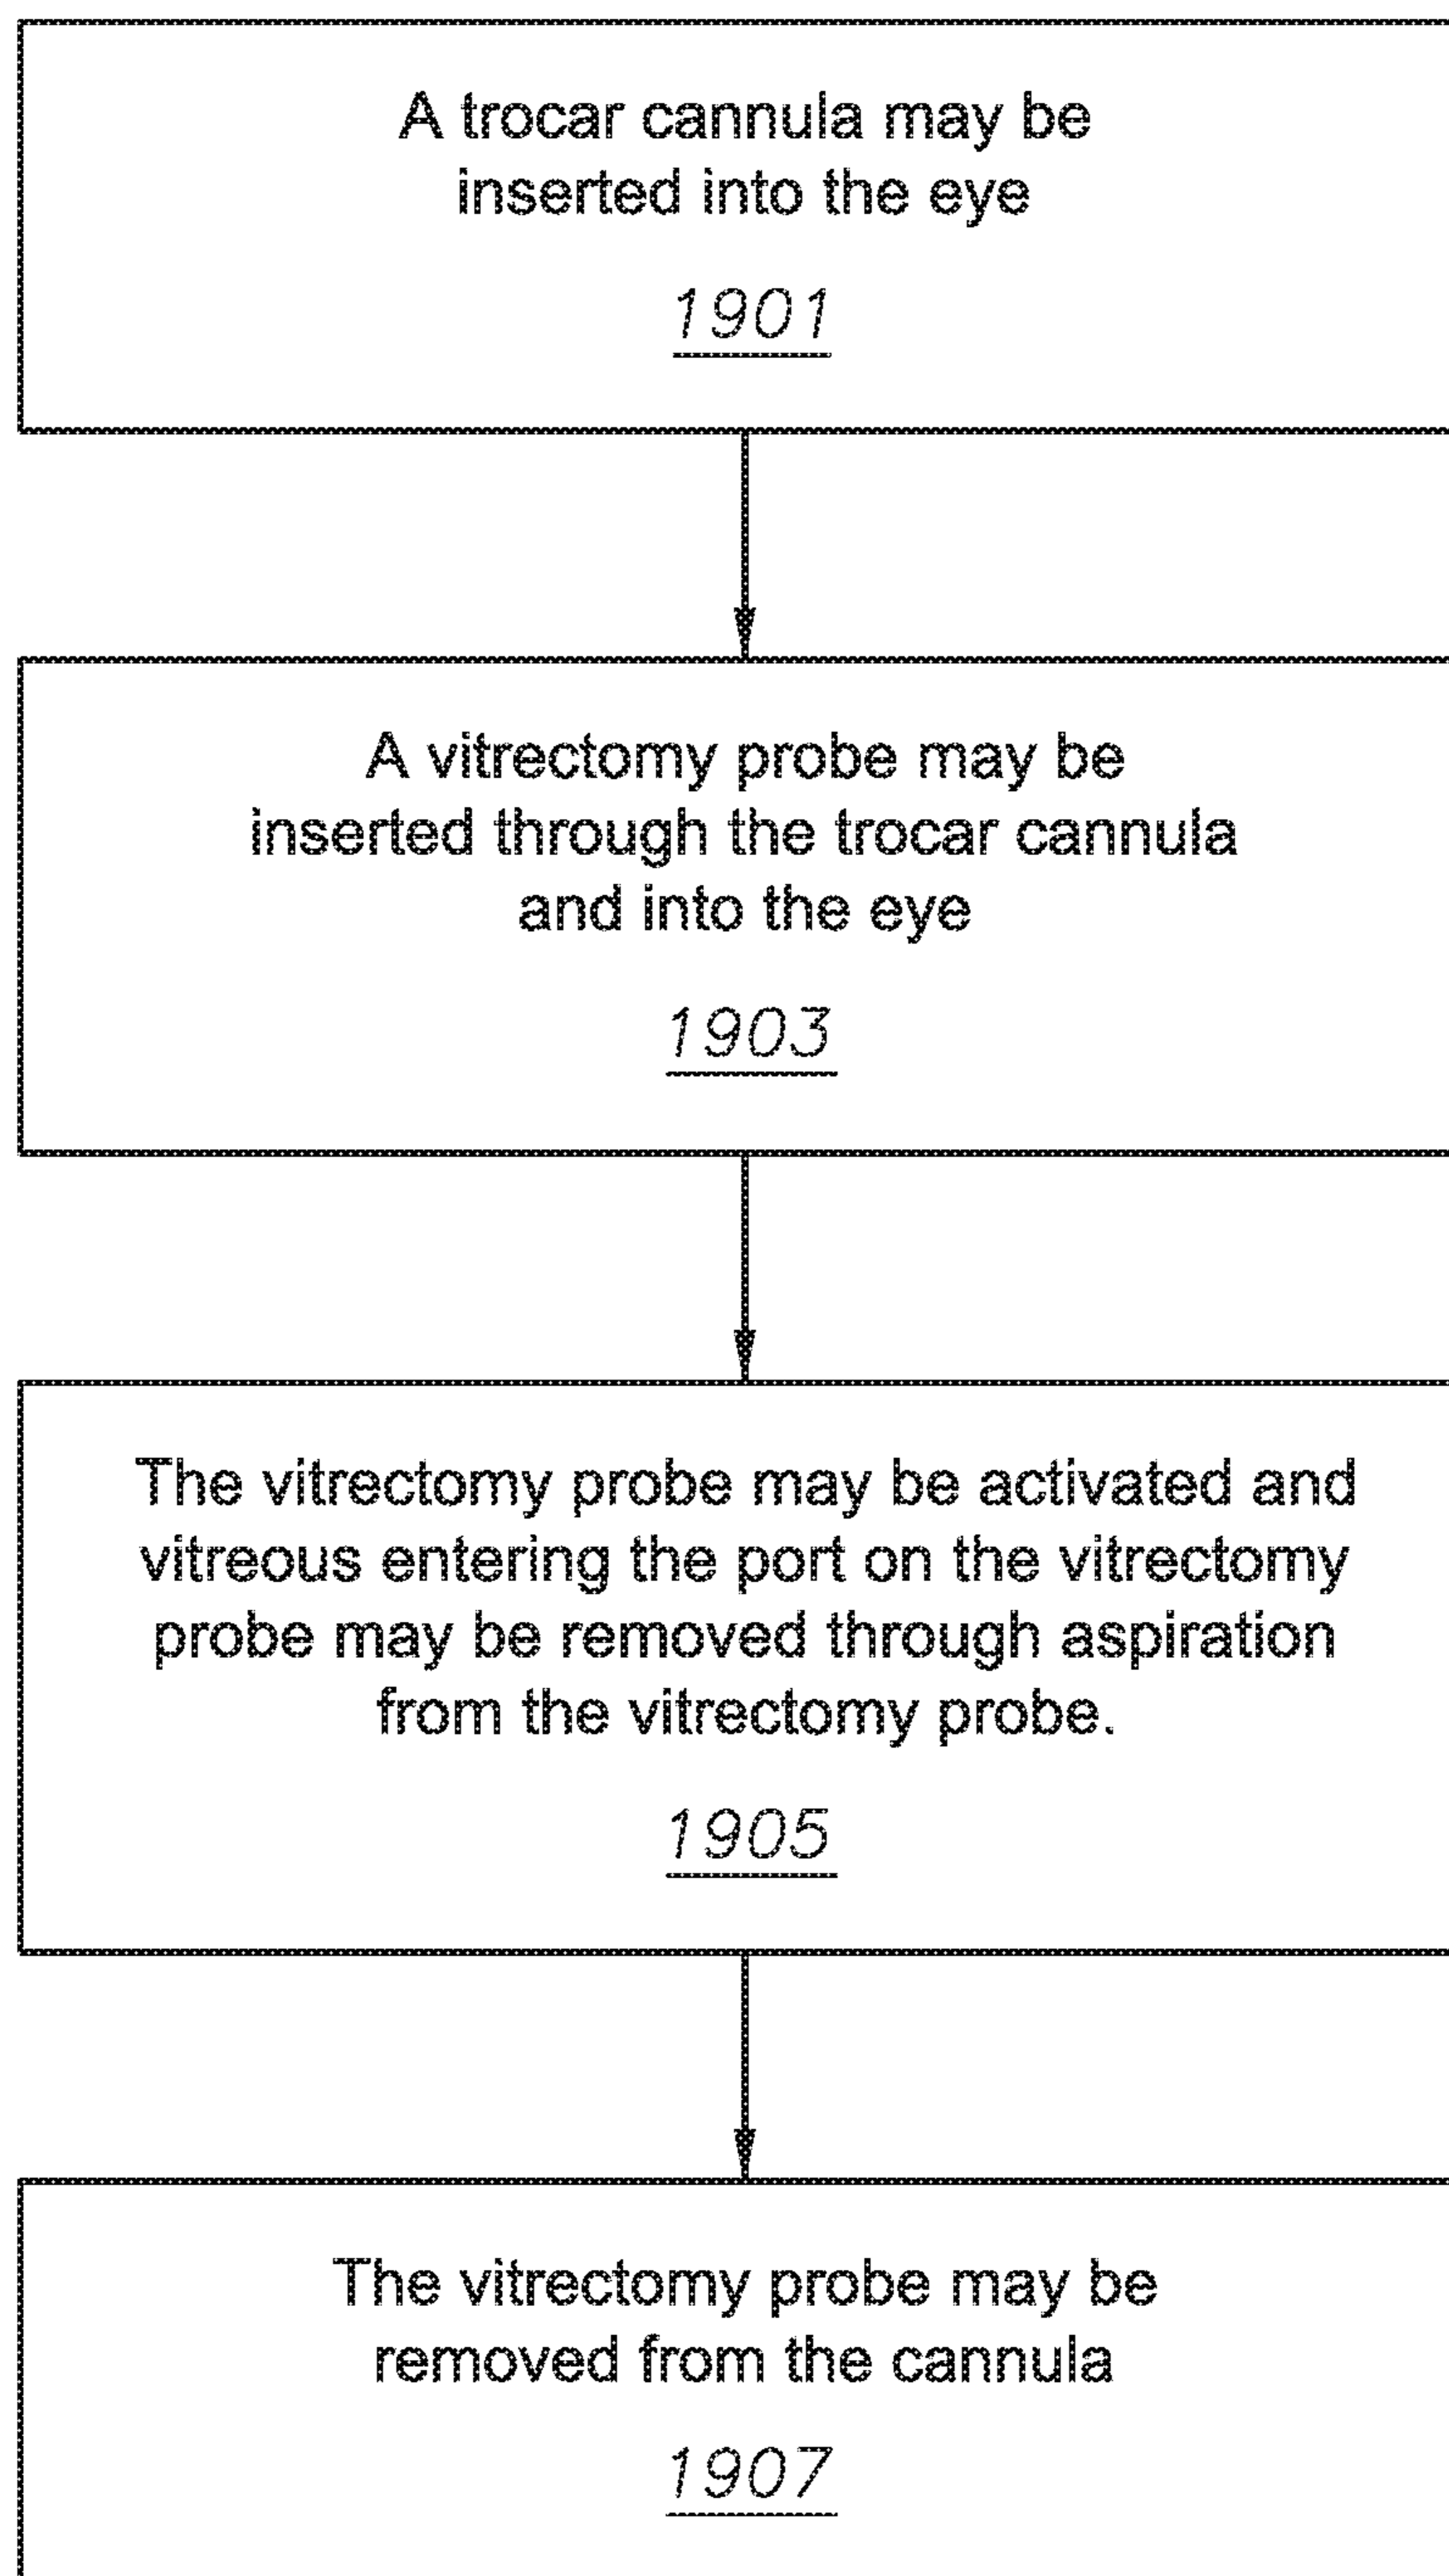 A trocar cannula may be
inserted into the eye
1901
A vitrectomy probe may be
inserted through the trocar cannula
and into the eye
1903
The vitrectomy probe may be activated and
vitreous entering the port on the vitrectomy
probe may be removed through aspiration
from the vitrectomy probe.
1905
The vitrectomy probe may be
removed from the cannula
1907